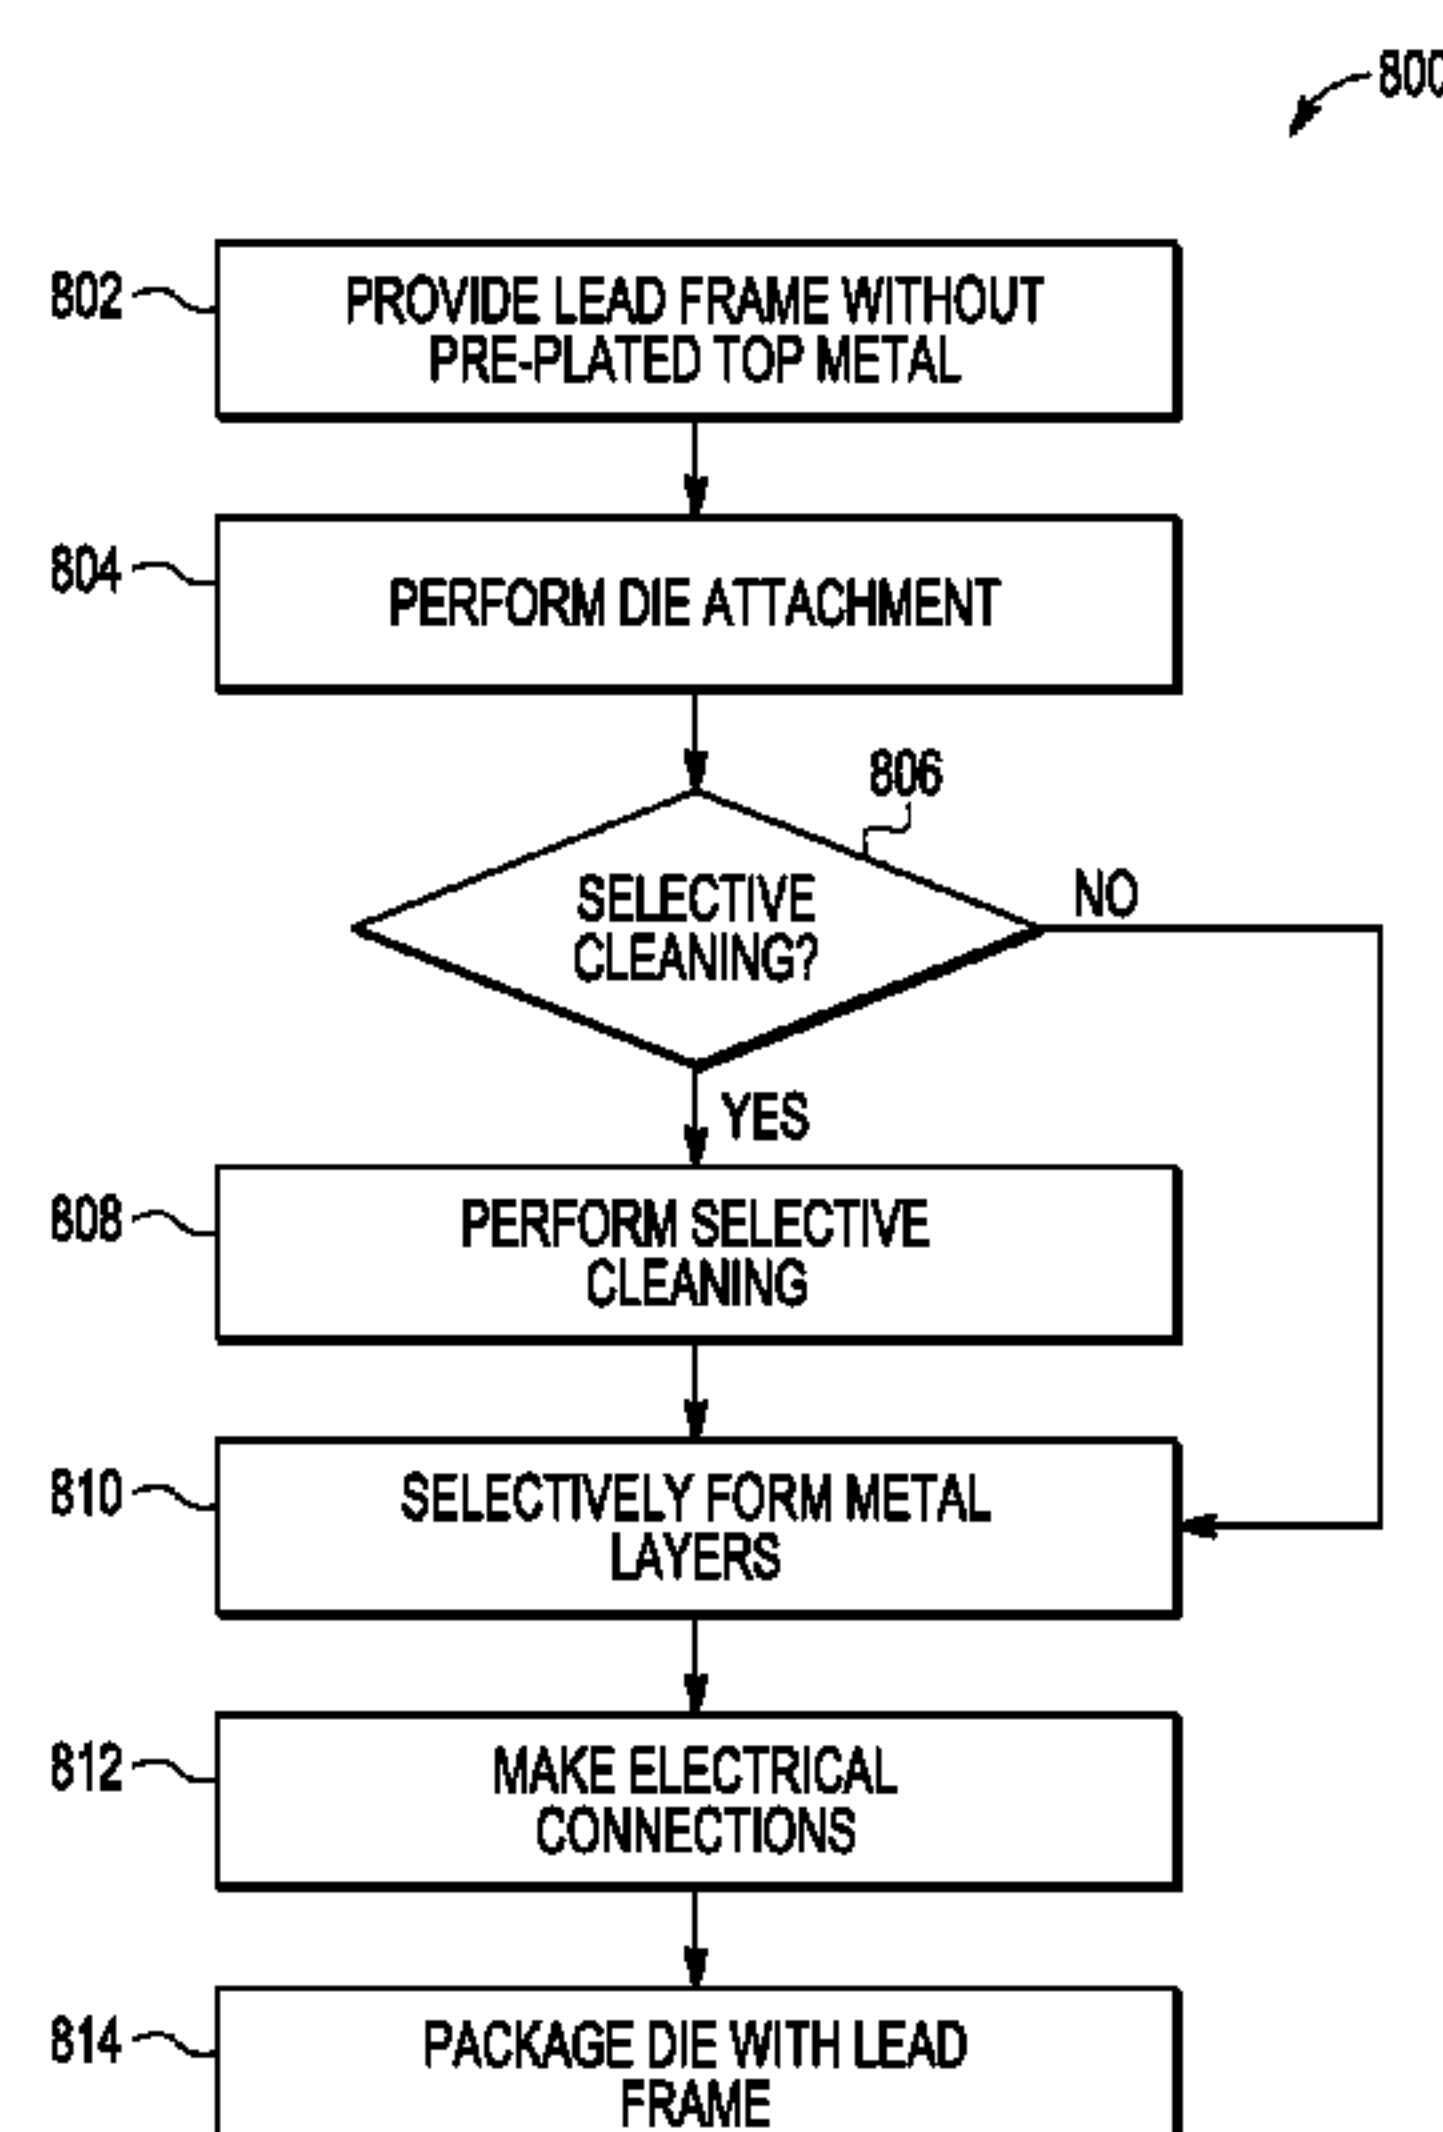 800
802
PROVIDE LEAD FRAME WITHOUT
PRE-PLATED TOP METAL
804
PERFORM DIE ATTACHMENT
806
SELECTIVE
CLEANING?
NO
YES
808
PERFORM SELECTIVE
CLEANING
810
SELECTIVELY FORM METAL
LAYERS
812
MAKE ELECTRICAL
CONNECTIONS
814
PACKAGE DIE WITH LEAD
FRAME